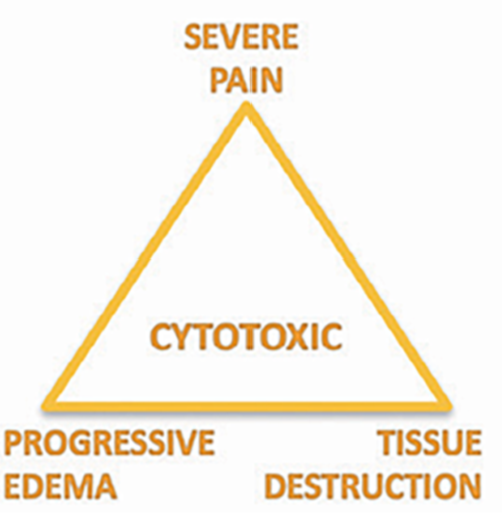 SEVERE
PAIN
CYTOTOXIC
PROGRESSIVE
EDEMA
TISSUE
DESTRUCTION